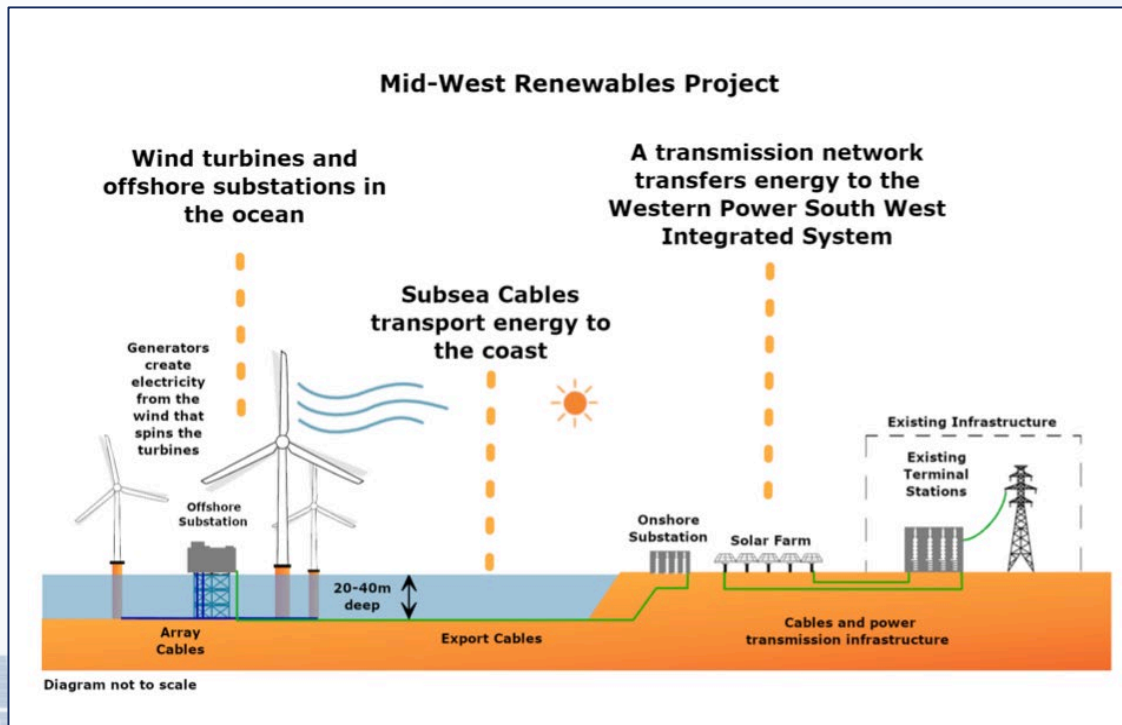 Mid-West Renewables Project
Wind turbines and
offshore substations in
the ocean
A transmission network
transfers energy to the
Western Power South West
Integrated System
Subsea Cables
transport energy to
the coast
Generators
create
electricity
from the
wind that
spins the
turbines
Offshore
Substation
20-40m
deep
Array
Cables
Export Cables
Onshore
Substation
Solar Farm
Existing Infrastructure
Existing
Terminal
Stations
Cables and power
transmission infrastructure
Diagram not to scale